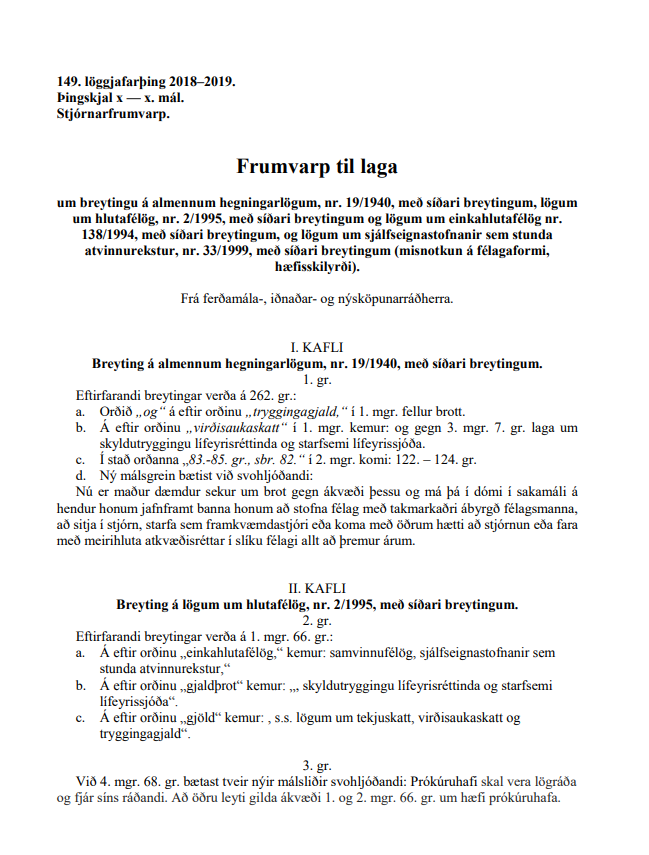 149. löggjafarþing 2018–2019.
Þingskjal x — x. mál.
Stjórnarfrumvarp.
Frumvarp til laga
um breytingu á almennum hegningarlögum, nr. 19/1940, með síðari breytingum, lögum
um hlutafélög, nr. 2/1995, með síðari breytingum og lögum um einkahlutafélög nr.
138/1994, með síðari breytingum, og lögum um sjálfseignastofnanir sem stunda
atvinnurekstur, nr. 33/1999, með síðari breytingum (misnotkun á félagaformi,
hæfisskilyrði).
Frá ferðamála-, iðnaðar- og nýsköpunarráðherra.
I. KAFLI
Breyting á almennum hegningarlögum, nr. 19/1940, með síðari breytingum.
1. gr.
Eftirfarandi breytingar verða á 262. gr.:
a. Orðið „og“ á eftir orðinu „tryggingagjald,“ í 1. mgr. fellur brott.
b. Á eftir orðinu „virðisaukaskatt“ í 1. mgr. kemur: og gegn 3. mgr. 7. gr. laga um
skyldutryggingu lífeyrisréttinda og starfsemi lífeyrissjóða.
c. Í stað orðanna „83.-85. gr., sbr. 82.“ í 2. mgr. komi: 122. – 124. gr.
d. Ný málsgrein bætist við svohljóðandi:
Nú er maður dæmdur sekur um brot gegn ákvæði þessu og má þá í dómi í sakamáli á
hendur honum jafnframt banna honum að stofna félag með takmarkaðri ábyrgð félagsmanna,
að sitja í stjórn, starfa sem framkvæmdastjóri eða koma með öðrum hætti að stjórnun eða fara
með meirihluta atkvæðisréttar í slíku félagi allt að þremur árum.
II. KAFLI
Breyting á lögum um hlutafélög, nr. 2/1995, með síðari breytingum.
2. gr.
Eftirfarandi breytingar verða á 1. mgr. 66. gr.:
a. Á eftir orðinu „einkahlutafélög,“ kemur: samvinnufélög, sjálfseignastofnanir sem
stunda atvinnurekstur,“
b. Á eftir orðinu „gjaldþrot“ kemur: „, skyldutryggingu lífeyrisréttinda og starfsemi
lífeyrissjóða“.
c. Á eftir orðinu „gjöld“ kemur: , s.s. lögum um tekjuskatt, virðisaukaskatt og
tryggingagjald“.
3. gr.
Við 4. mgr. 68. gr. bætast tveir nýir málsliðir svohljóðandi: Prókúruhafi skal vera lögráða
og fjár síns ráðandi. Að öðru leyti gilda ákvæði 1. og 2. mgr. 66. gr. um hæfi prókúruhafa.